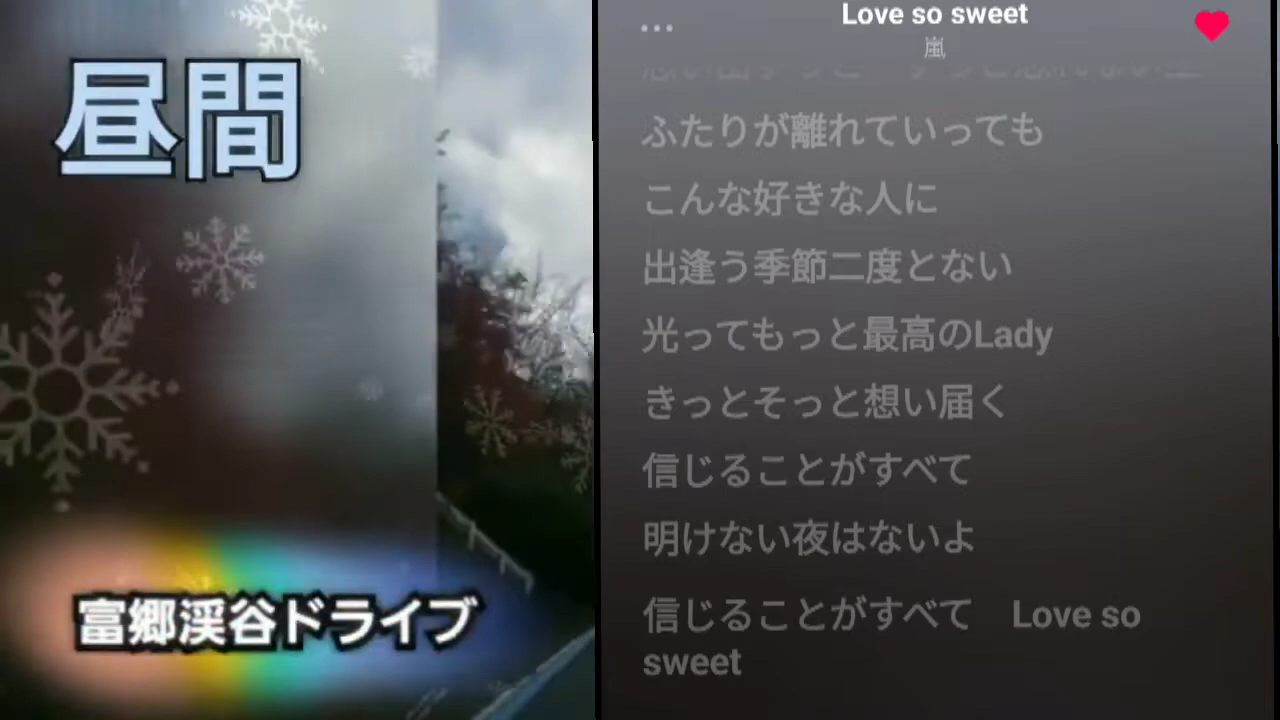 昼間
富郷渓谷ドライブ
Love so sweet
嵐
ふたりが離れていっても
こんな好きな人に
出逢う季節二度とない
光ってもっと最高のLady
きっとそっと想い届く
信じることがすべて
明けない夜はないよ
信じることがすべて　Love so
sweet